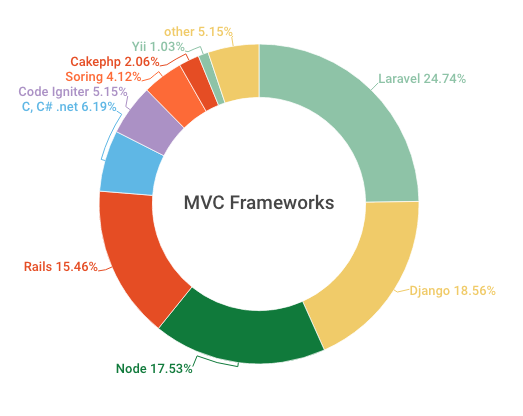 other 5.15%
Yii 1.03%
Cakephp 2.06%
Soring 4.12%
Laravel 24.74%
Code Igniter 5.15%
C, C# .net 6.19%
MVC Frameworks
Rails 15.46%
Django 18.56%
Node 17.53%